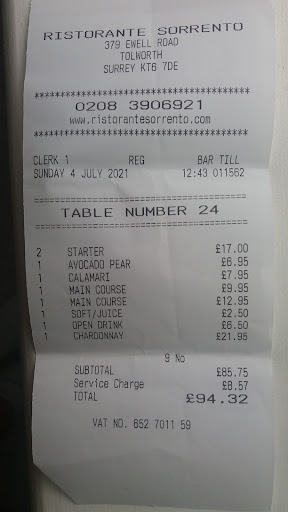 RISTORANTE SORRENTO
379 EWELL ROAD
TOLWORTH
SURREY KT6 7DE
****************************************
0208 3906921
www.ristorantesorrento.com
****************************************
CLERK 1 REG BAR TILL
SUNDAY 4 JULY 2021 12:43 011562
========================================
TABLE NUMBER 24
========================================
2 STARTER £17.00
1 AVOCADO PEAR £6.95
1 CALAMARI £7.95
1 MAIN COURSE £9.95
1 MAIN COURSE £12.95
1 SOFT/JUICE £2.50
1 OPEN DRINK £6.50
1 CHARDONNAY £21.95
9 No
SUBTOTAL £85.75
Service Charge £8.57
TOTAL £94.32
VAT NO. 652 7011 59